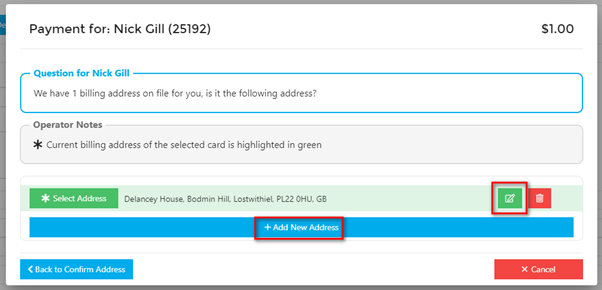 Payment for: Nick Gill (25192) $1.00
Question for Nick Gill
We have 1 billing address on file for you, is it the following address?
Operator Notes
✱ Current billing address of the selected card is highlighted in green
✱ Select Address Delancey House, Bodmin Hill, Lostwithiel, PL22 0HU, GB
+ Add New Address
Back to Confirm Address × Cancel